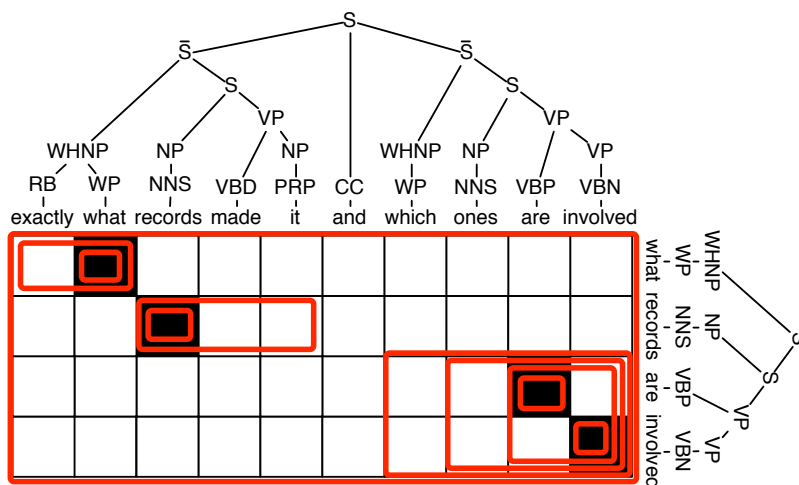 S
S̄ S̄
S S
VP VP
WHNP NP NP WHNP NP VP
RB WP NNS VBD PRP CC WP NNS VBP VBN
exactly what records made it and which ones are involved
S
S
VP
WHNP NP VP
WP NNS VBP VBN
what records are involved